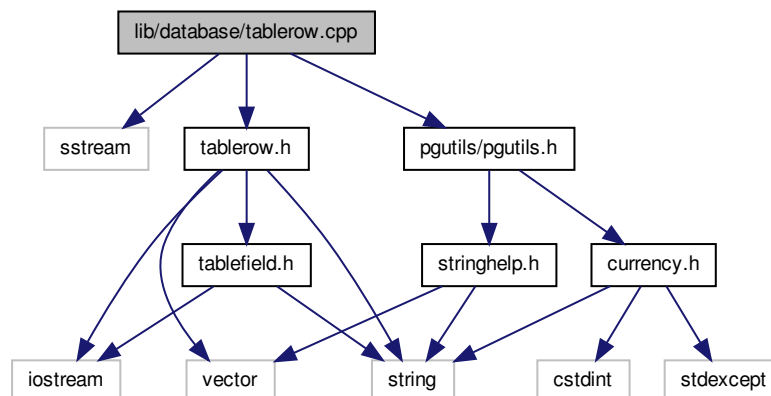 lib/database/tablerow.cpp
sstream
tablerow.h
pgutils/pgutils.h
tablefield.h
stringhelp.h
currency.h
iostream
vector
string
cstdint
stdexcept